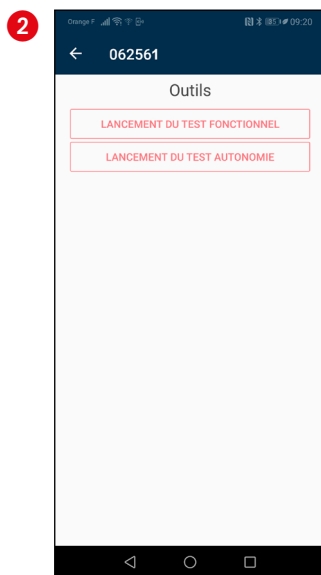 2
Orange F 09:20
062561
Outils
LANCEMENT DU TEST FONCTIONNEL
LANCEMENT DU TEST AUTONOMIE